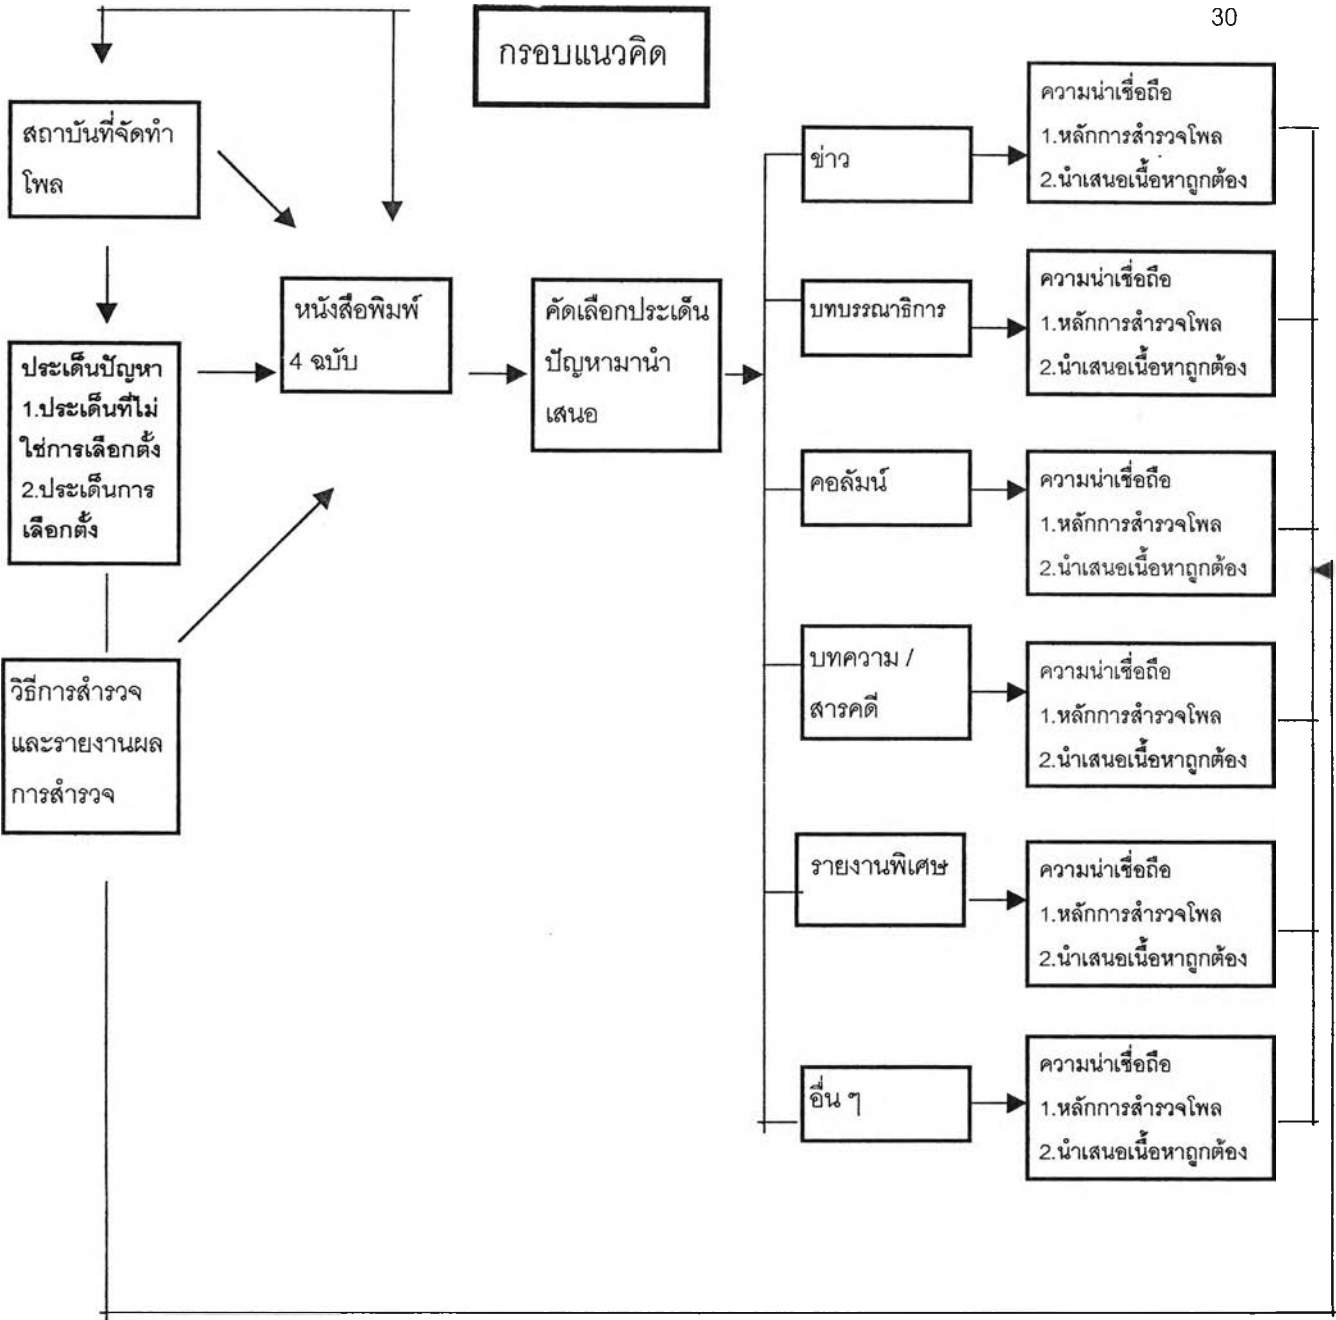 30
กรอบแนวคิด
สถาบันที่จัดทำ
โพล
ประเด็นปัญหา
1.ประเด็นที่ไม่
ใช่การเลือกตั้ง
2.ประเด็นการ
เลือกตั้ง
วิธีการสำรวจ
และรายงานผล
การสำรวจ
หนังสือพิมพ์
4 ฉบับ
คัดเลือกประเด็น
ปัญหามานำ
เสนอ
ข่าว
ความน่าเชื่อถือ
1.หลักการสำรวจโพล
2.นำเสนอเนื้อหาถูกต้อง
บทบรรณาธิการ
ความน่าเชื่อถือ
1.หลักการสำรวจโพล
2.นำเสนอเนื้อหาถูกต้อง
คอลัมน์
ความน่าเชื่อถือ
1.หลักการสำรวจโพล
2.นำเสนอเนื้อหาถูกต้อง
บทความ /
สารคดี
ความน่าเชื่อถือ
1.หลักการสำรวจโพล
2.นำเสนอเนื้อหาถูกต้อง
รายงานพิเศษ
ความน่าเชื่อถือ
1.หลักการสำรวจโพล
2.นำเสนอเนื้อหาถูกต้อง
อื่น ๆ
ความน่าเชื่อถือ
1.หลักการสำรวจโพล
2.นำเสนอเนื้อหาถูกต้อง